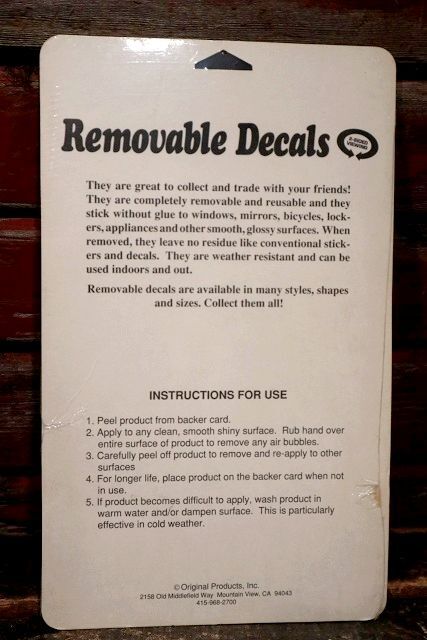 Removable Decals
2-SIDED
VIEWING
They are great to collect and trade with your friends!
They are completely removable and reusable and they
stick without glue to windows, mirrors, bicycles, lock-
ers, appliances and other smooth, glossy surfaces. When
removed, they leave no residue like conventional stick-
ers and decals. They are weather resistant and can be
used indoors and out.
Removable decals are available in many styles, shapes
and sizes. Collect them all!
INSTRUCTIONS FOR USE
1. Peel product from backer card.
2. Apply to any clean, smooth shiny surface. Rub hand over
entire surface of product to remove any air bubbles.
3. Carefully peel off product to remove and re-apply to other
surfaces
4. For longer life, place product on the backer card when not
in use.
5. If product becomes difficult to apply, wash product in
warm water and/or dampen surface. This is particularly
effective in cold weather.
© Original Products, Inc.
2158 Old Middlefield Way Mountain View, CA 94043
415-968-2700